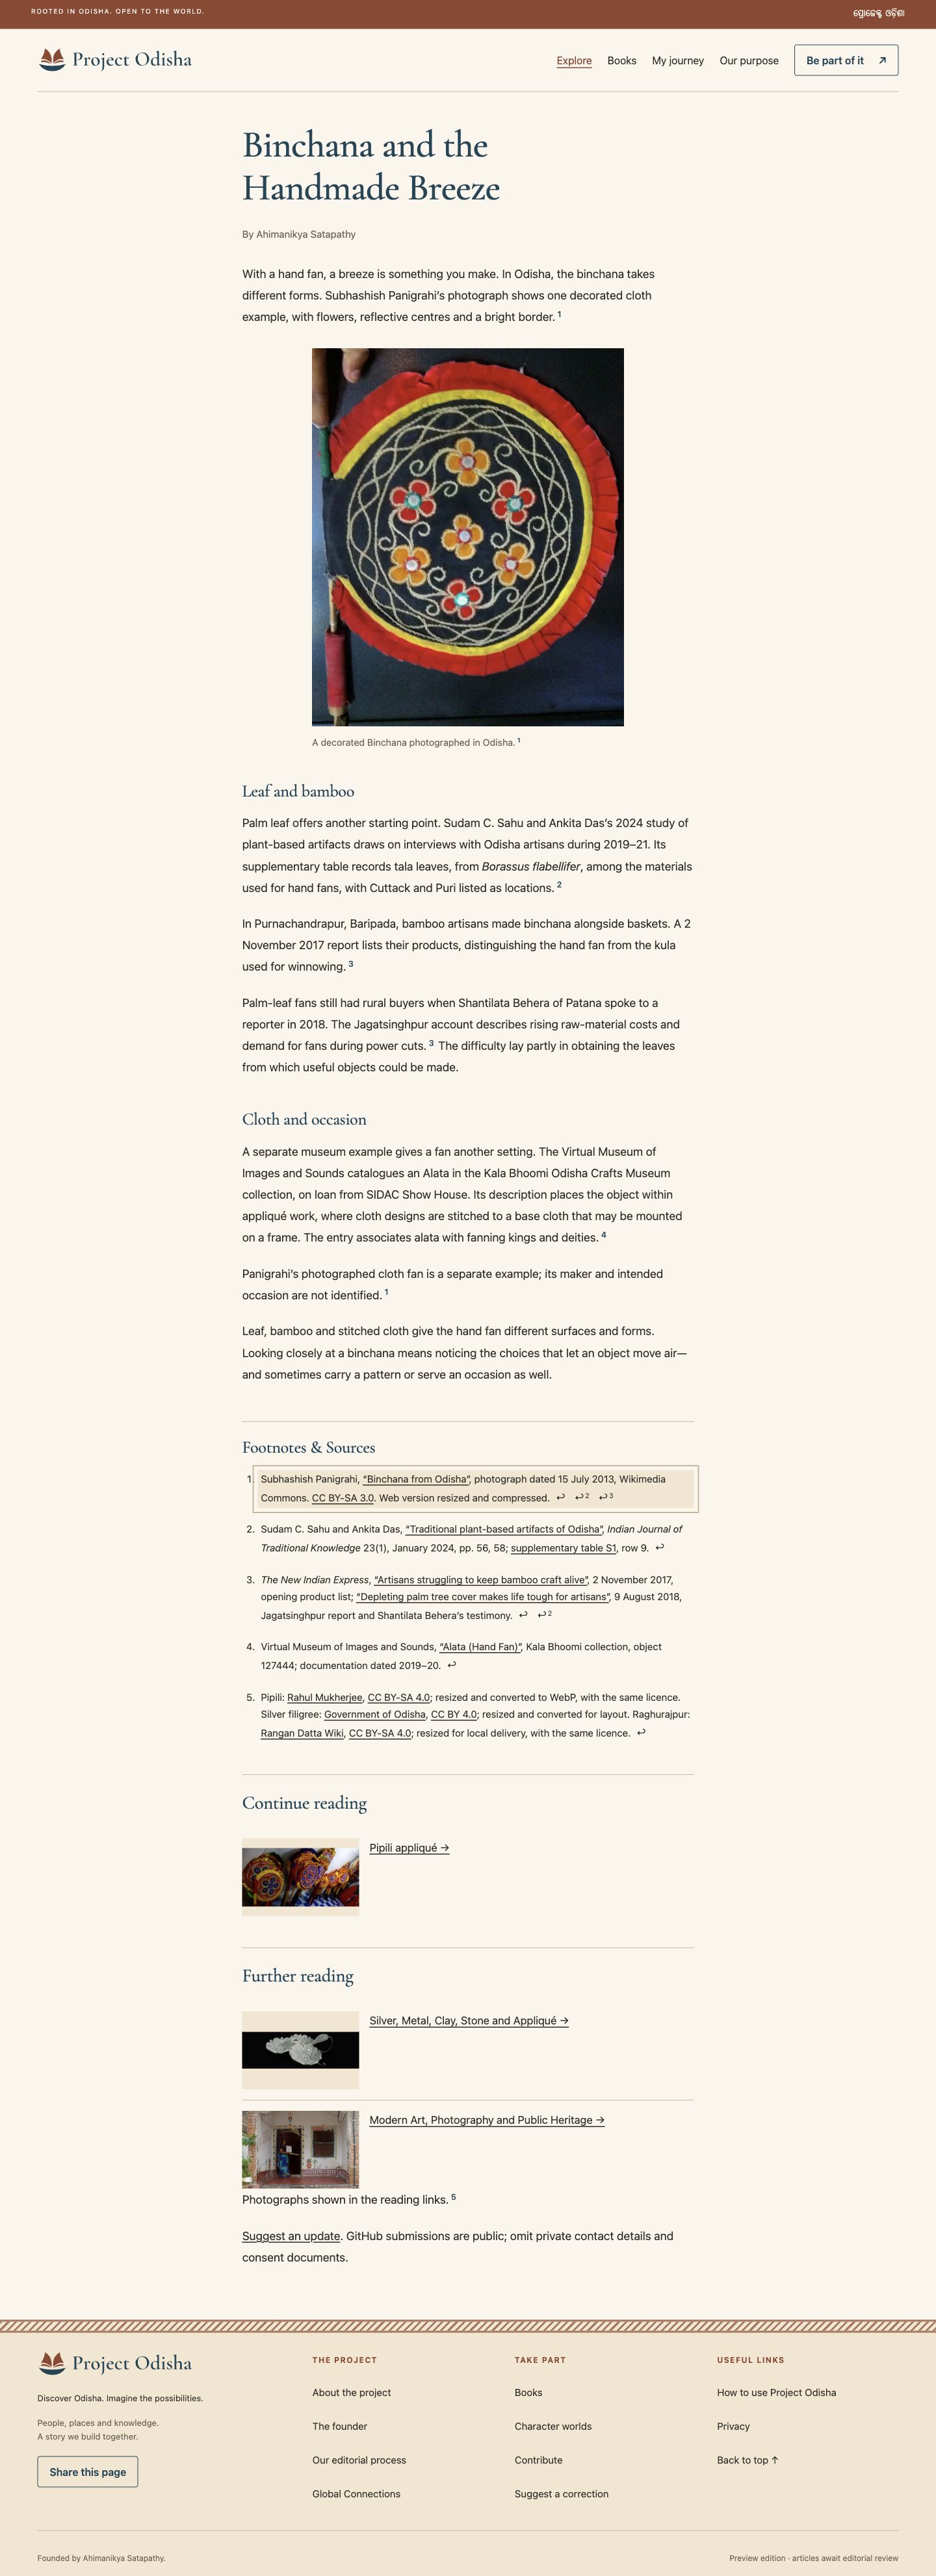 ROOTED IN ODISHA. OPEN TO THE WORLD.
ପ୍ରୋଜେକ୍ଟ ଓଡ଼ିଶା
Project Odisha
Explore
Books
My journey
Our purpose
Be part of it ↗
Binchana and the
Handmade Breeze
By Ahimanikya Satapathy
With a hand fan, a breeze is something you make. In Odisha, the binchana takes
different forms. Subhashish Panigrahi’s photograph shows one decorated cloth
example, with flowers, reflective centres and a bright border. 1
A decorated Binchana photographed in Odisha. 1
Leaf and bamboo
Palm leaf offers another starting point. Sudam C. Sahu and Ankita Das’s 2024 study of
plant-based artifacts draws on interviews with Odisha artisans during 2019–21. Its
supplementary table records tala leaves, from Borassus flabellifer, among the materials
used for hand fans, with Cuttack and Puri listed as locations. 2
In Purnachandrapur, Baripada, bamboo artisans made binchana alongside baskets. A 2
November 2017 report lists their products, distinguishing the hand fan from the kula
used for winnowing. 3
Palm-leaf fans still had rural buyers when Shantilata Behera of Patana spoke to a
reporter in 2018. The Jagatsinghpur account describes rising raw-material costs and
demand for fans during power cuts. 3 The difficulty lay partly in obtaining the leaves
from which useful objects could be made.
Cloth and occasion
A separate museum example gives a fan another setting. The Virtual Museum of
Images and Sounds catalogues an Alata in the Kala Bhoomi Odisha Crafts Museum
collection, on loan from SIDAC Show House. Its description places the object within
appliqué work, where cloth designs are stitched to a base cloth that may be mounted
on a frame. The entry associates alata with fanning kings and deities. 4
Panigrahi’s photographed cloth fan is a separate example; its maker and intended
occasion are not identified. 1
Leaf, bamboo and stitched cloth give the hand fan different surfaces and forms.
Looking closely at a binchana means noticing the choices that let an object move air—
and sometimes carry a pattern or serve an occasion as well.
Footnotes & Sources
1. Subhashish Panigrahi, “Binchana from Odisha”, photograph dated 15 July 2013, Wikimedia
Commons. CC BY-SA 3.0. Web version resized and compressed. ↩ ↩2 ↩3
2. Sudam C. Sahu and Ankita Das, “Traditional plant-based artifacts of Odisha”, Indian Journal of
Traditional Knowledge 23(1), January 2024, pp. 56, 58; supplementary table S1, row 9. ↩
3. The New Indian Express, “Artisans struggling to keep bamboo craft alive”, 2 November 2017,
opening product list; “Depleting palm tree cover makes life tough for artisans”, 9 August 2018,
Jagatsinghpur report and Shantilata Behera’s testimony. ↩ ↩2
4. Virtual Museum of Images and Sounds, “Alata (Hand Fan)”, Kala Bhoomi collection, object
127444; documentation dated 2019–20. ↩
5. Pipili: Rahul Mukherjee, CC BY-SA 4.0; resized and converted to WebP, with the same licence.
Silver filigree: Government of Odisha, CC BY 4.0; resized and converted for layout. Raghurajpur:
Rangan Datta Wiki, CC BY-SA 4.0; resized for local delivery, with the same licence. ↩
Continue reading
Pipili appliqué →
Further reading
Silver, Metal, Clay, Stone and Appliqué →
Modern Art, Photography and Public Heritage →
Photographs shown in the reading links. 5
Suggest an update. GitHub submissions are public; omit private contact details and
consent documents.
Project Odisha
Discover Odisha. Imagine the possibilities.
People, places and knowledge.
A story we build together.
Share this page
THE PROJECT
About the project
The founder
Our editorial process
Global Connections
TAKE PART
Books
Character worlds
Contribute
Suggest a correction
USEFUL LINKS
How to use Project Odisha
Privacy
Back to top ↑
Founded by Ahimanikya Satapathy.
Preview edition · articles await editorial review